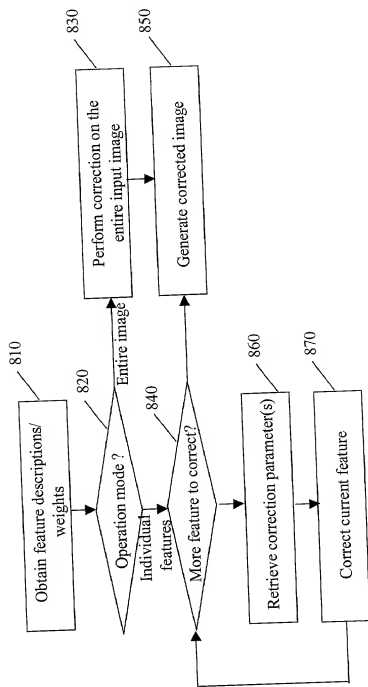 810
Obtain feature descriptions/
weights
820
Operation mode ?
Entire image
830
Perform correction on the
entire input image
Individual
features
840
More feature to correct?
850
Generate corrected image
860
Retrieve correction parameter(s)
870
Correct current feature